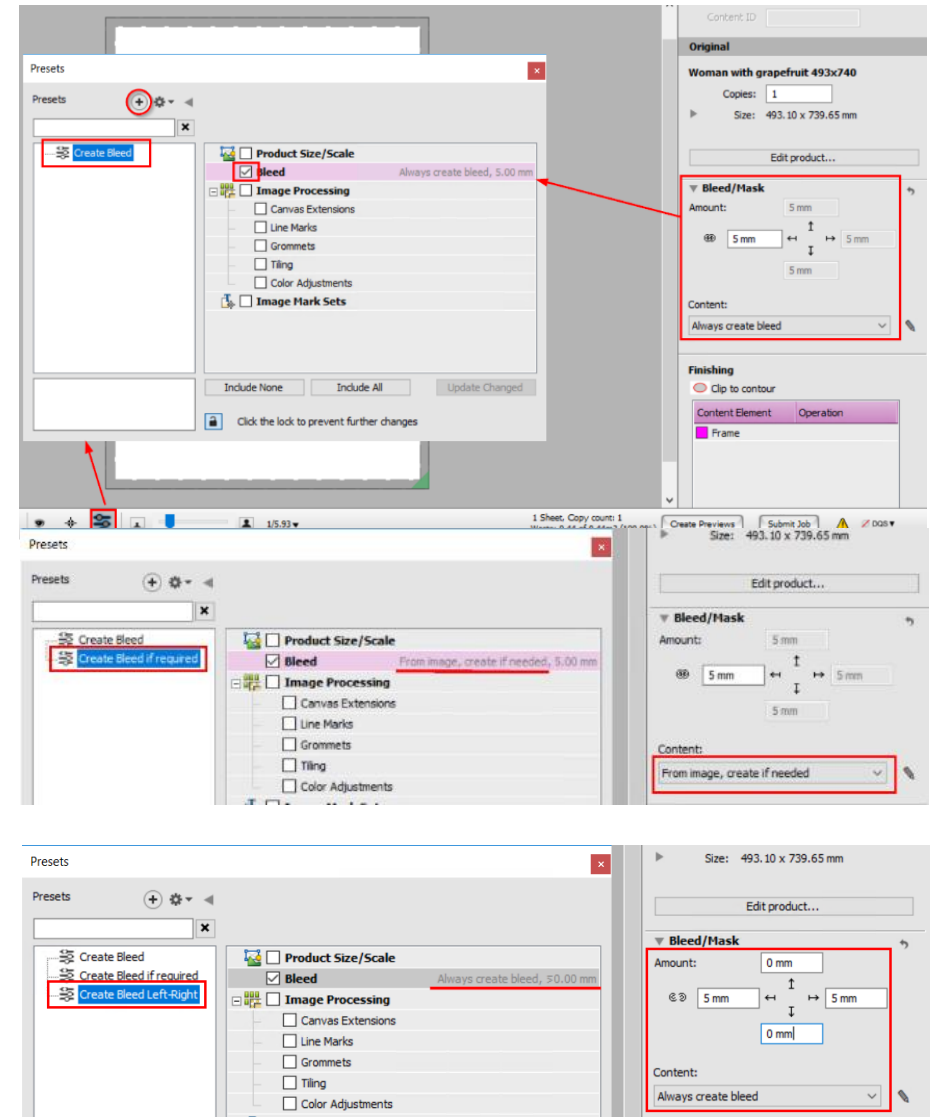 Content ID
Original
Woman with grapefruit 493x740
Copies: 1
Size: 493.10 x 739.65 mm
Edit product...
Bleed/Mask
Amount: 5 mm
5 mm 5 mm
5 mm
Content:
Always create bleed
Finishing
Clip to contour
Content Element Operation
Frame
Presets
Presets
Create Bleed
Product Size/Scale
Bleed Always create bleed, 5.00 mm
Image Processing
Canvas Extensions
Line Marks
Grommets
Tiling
Color Adjustments
Image Mark Sets
Include None Include All Update Changed
Click the lock to prevent further changes
1/5.93
1 Sheet, Copy count: 1
Create Previews Submit Job DQS
Presets
Presets
Create Bleed
Create Bleed if required
Product Size/Scale
Bleed From image, create if needed, 5.00 mm
Image Processing
Canvas Extensions
Line Marks
Grommets
Tiling
Color Adjustments
Size: 493.10 x 739.65 mm
Edit product...
Bleed/Mask
Amount: 5 mm
5 mm 5 mm
5 mm
Content:
From image, create if needed
Presets
Presets
Create Bleed
Create Bleed if required
Create Bleed Left-Right
Product Size/Scale
Bleed Always create bleed, ≤0.00 mm
Image Processing
Canvas Extensions
Line Marks
Grommets
Tiling
Color Adjustments
Size: 493.10 x 739.65 mm
Edit product...
Bleed/Mask
Amount: 0 mm
5 mm 5 mm
0 mm
Content:
Always create bleed